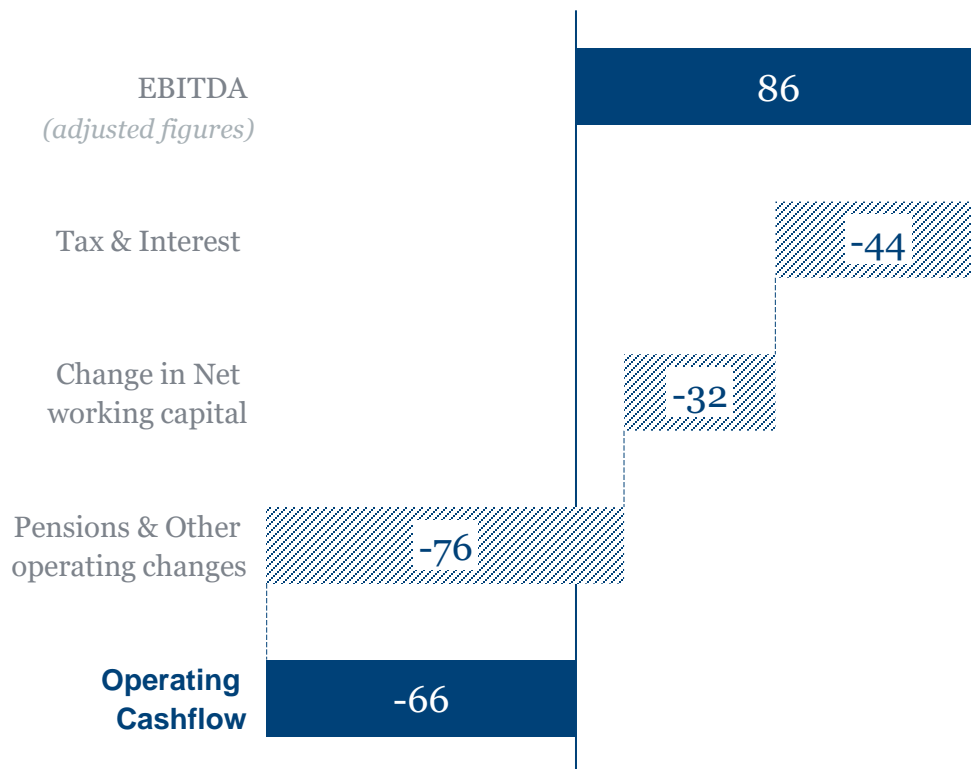 EBITDA
(adjusted figures)
86
Tax & Interest
-44
Change in Net
working capital
-32
Pensions & Other
operating changes
-76
Operating
Cashflow
-66